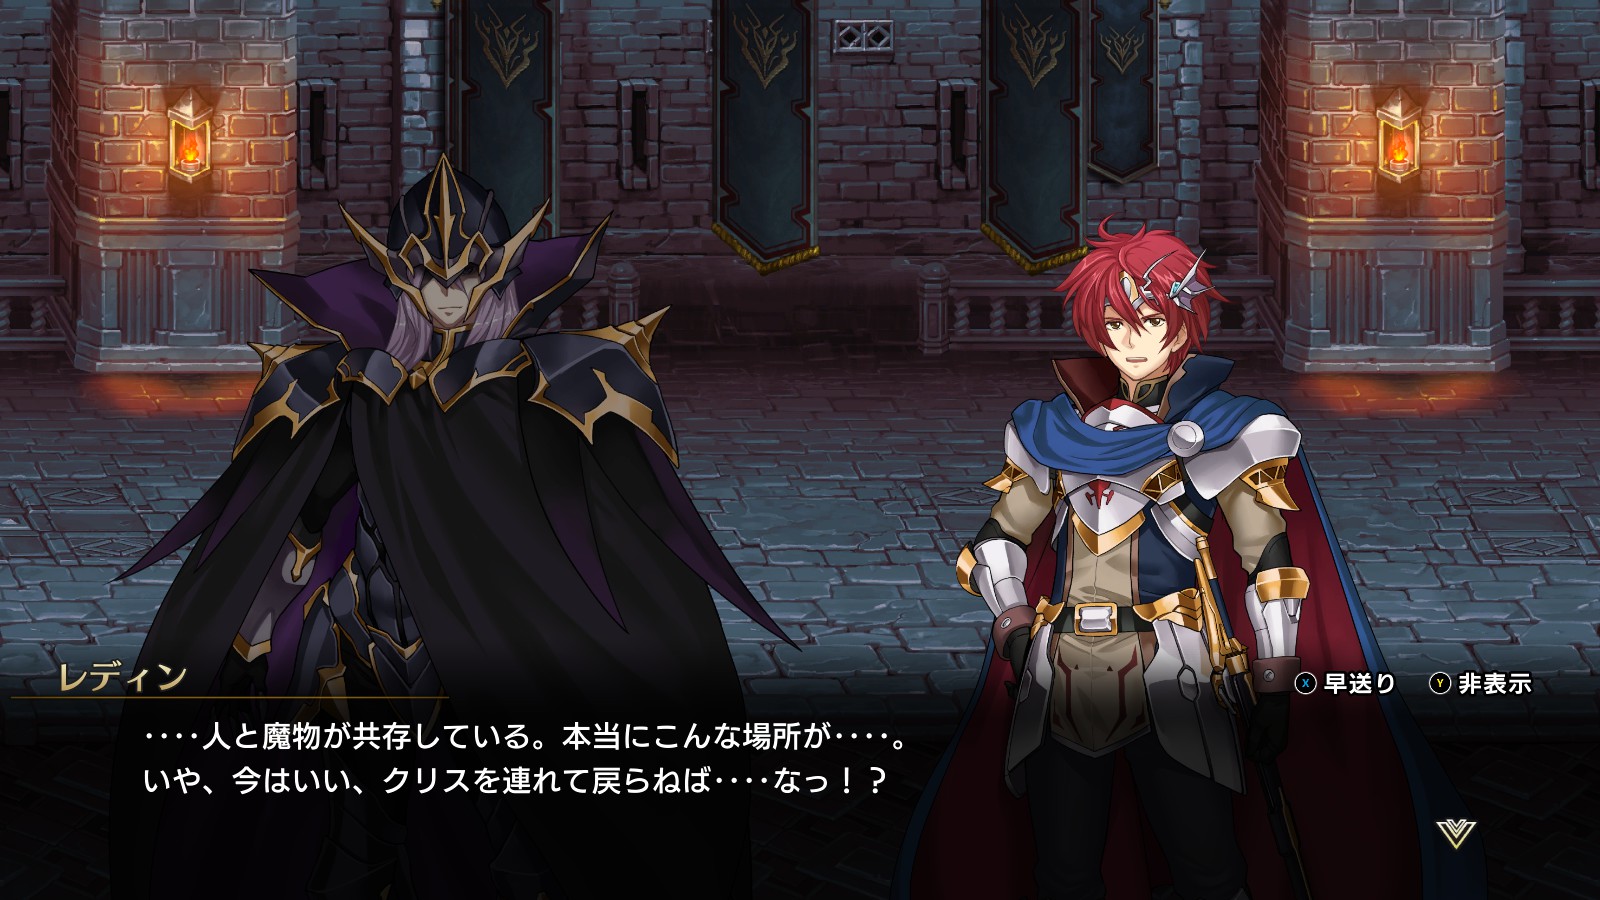 レディン
････人と魔物が共存している。本当にこんな場所が････。
いや、今はいい、クリスを連れて戻らねば････なっ！？
X 早送り Y 非表示